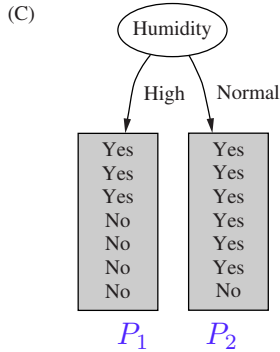 (C)
Humidity
High Normal
Yes Yes
Yes Yes
Yes Yes
No Yes
No Yes
No Yes
No No
P1 P2